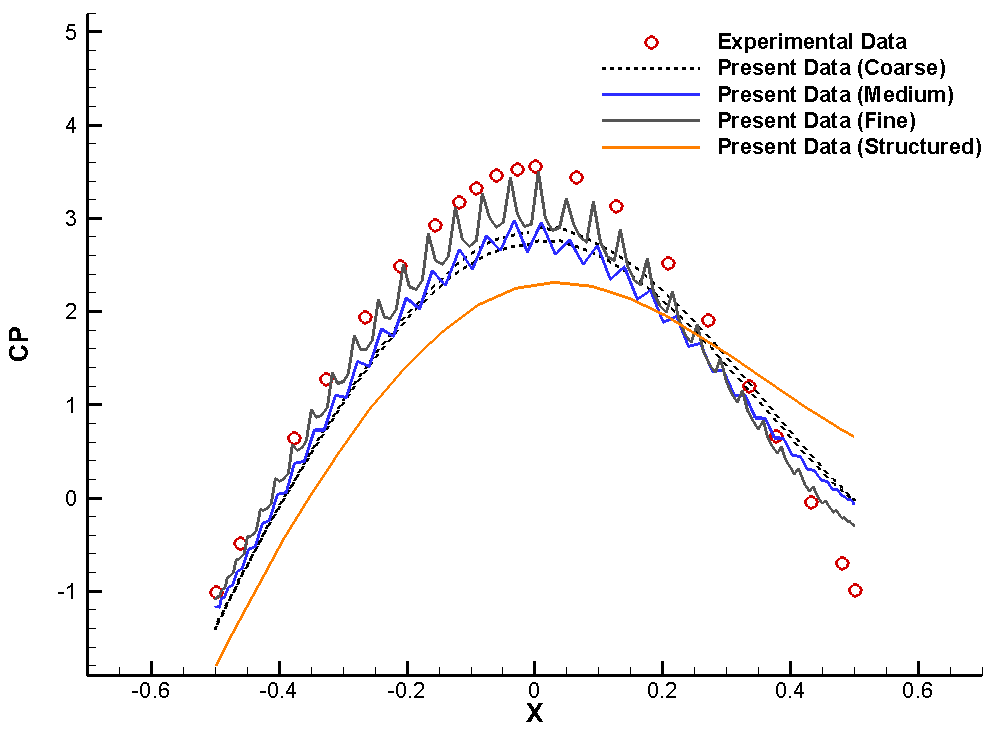 5
4
3
2
1
0
-1
CP
Experimental Data
Present Data (Coarse)
Present Data (Medium)
Present Data (Fine)
Present Data (Structured)
-0.6 -0.4 -0.2 0 0.2 0.4 0.6
X